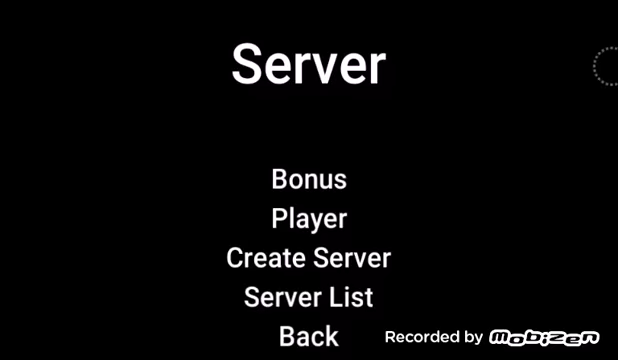 Server
Bonus
Player
Create Server
Server List
Back
Recorded by Mobizen